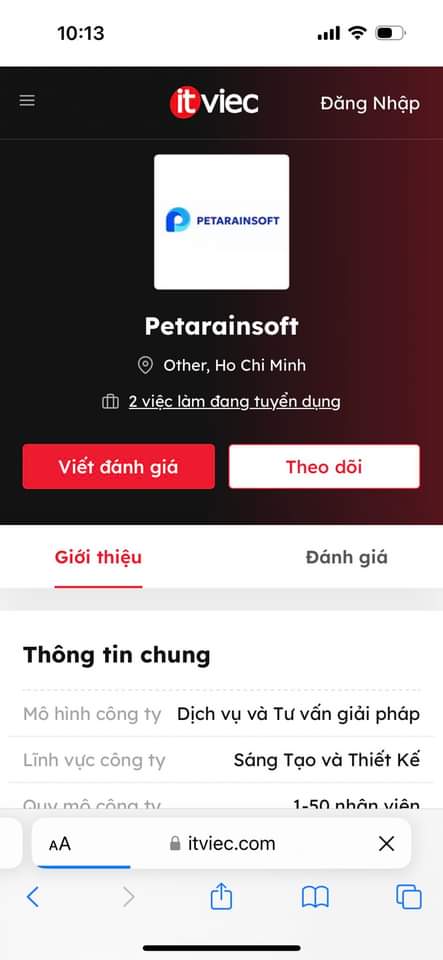 10:13
itviec
Đăng Nhập
PETARAINSOFT
Petarainsoft
Other, Ho Chi Minh
2 việc làm đang tuyển dụng
Viết đánh giá
Theo dõi
Giới thiệu
Đánh giá
Thông tin chung
Mô hình công ty Dịch vụ và Tư vấn giải pháp
Lĩnh vực công ty Sáng Tạo và Thiết Kế
Quy mô công ty 1-50 nhân viên
AA
itviec.com